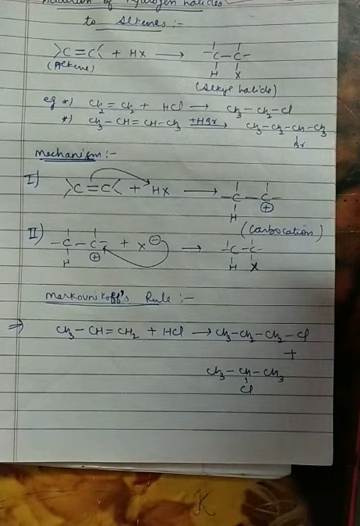 Addition of Hydrogen halides
to Alkenes :-
>C=C< + HX ⟶ -C-C-
(Alkene) H X
(Alkyl halide)
eg *) CH₂=CH₂ + HCl ⟶ CH₃-CH₂-Cl
*) CH₃-CH=CH-CH₃ +HBr⟶ CH₃-CH₂-CH-CH₃
Br
Mechanism :-
I) >C=C< + HX ⟶ -C-C-
H ⊕
(Carbocation)
II) -C-C- + X⊖ ⟶ -C-C-
H ⊕ H X
Markovnikoff's Rule :-
⇒ CH₃-CH=CH₂ + HCl ⟶ CH₃-CH₂-CH₂-Cl
+
CH₃-CH-CH₃
Cl
K